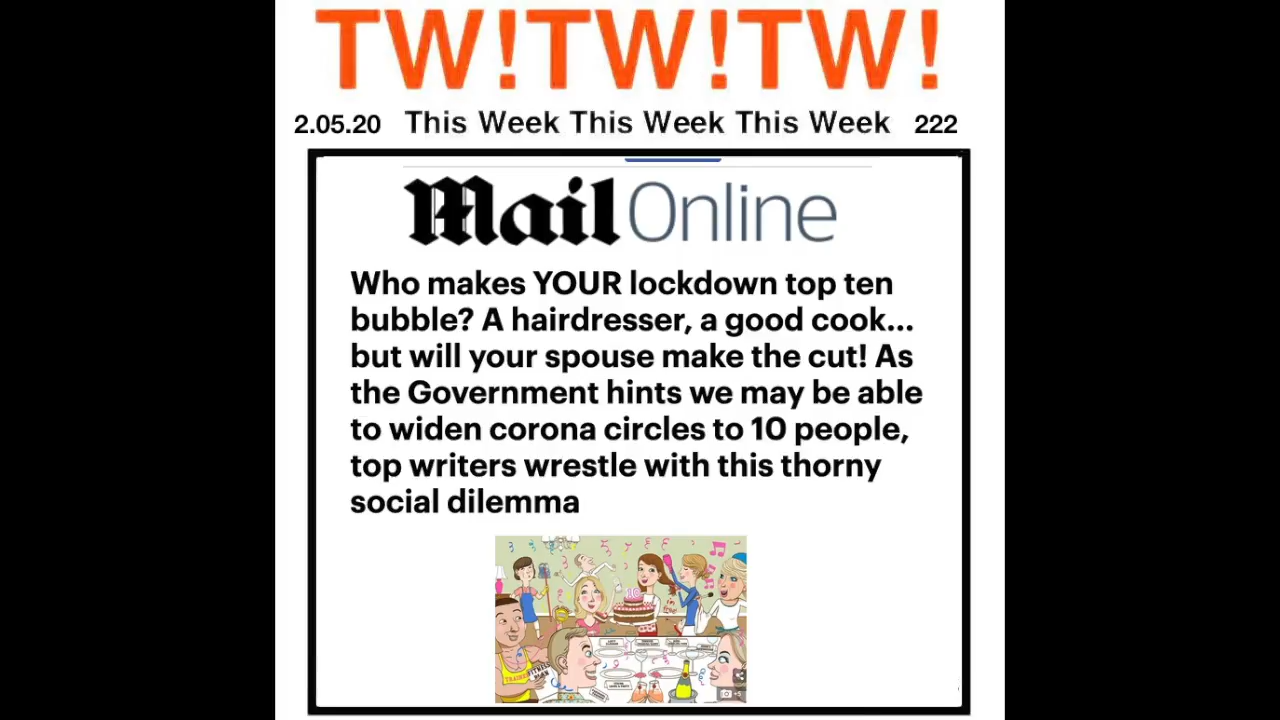 TW!TW!TW!
2.05.20 This Week This Week This Week 222
Mail Online
Who makes YOUR lockdown top ten
bubble? A hairdresser, a good cook...
but will your spouse make the cut! As
the Government hints we may be able
to widen corona circles to 10 people,
top writers wrestle with this thorny
social dilemma
+5